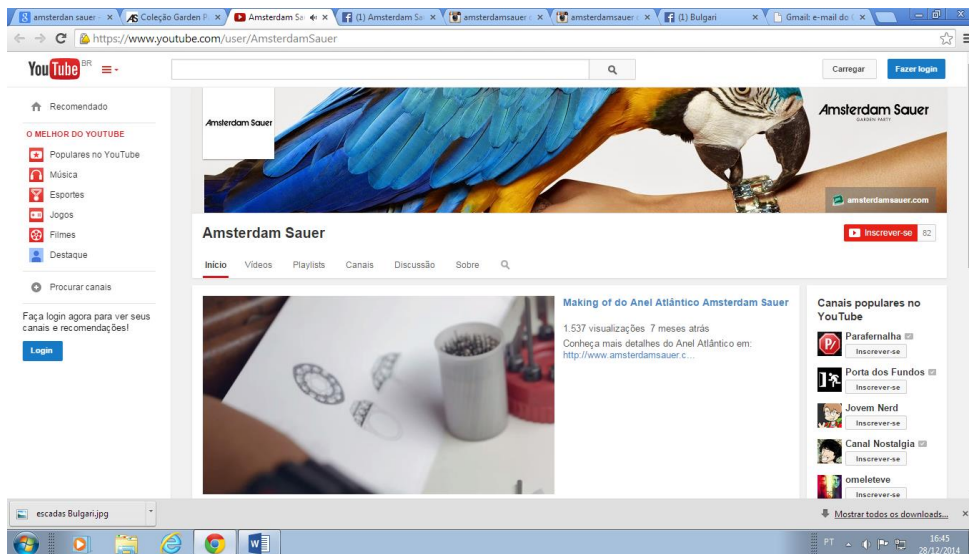 amsterdan sauer -
Coleção Garden P
Amsterdam Sa
(1) Amsterdam Sa
amsterdamsauer
amsterdamsauer
(1) Bulgari
Gmail: e-mail do
https://www.youtube.com/user/AmsterdamSauer
YouTube BR
Carregar
Fazer login
Recomendado
O MELHOR DO YOUTUBE
Populares no YouTube
Música
Esportes
Jogos
Filmes
Destaque
Procurar canais
Faça login agora para ver seus
canais e recomendações!
Login
Amsterdam Sauer
Amsterdam Sauer
GARDEN PARTY
amsterdamsauer.com
Amsterdam Sauer
Inscrever-se 82
Início Vídeos Playlists Canais Discussão Sobre
Making of do Anel Atlântico Amsterdam Sauer
1.537 visualizações 7 meses atrás
Conheça mais detalhes do Anel Atlântico em:
http://www.amsterdamsauer.c...
Canais populares no
YouTube
Parafernalha
Inscrever-se
Porta dos Fundos
Inscrever-se
Jovem Nerd
Inscrever-se
Canal Nostalgia
Inscrever-se
omeleteve
Inscrever-se
escadas Bulgari.jpg
Mostrar todos os downloads...
PT
16:45
28/12/2014